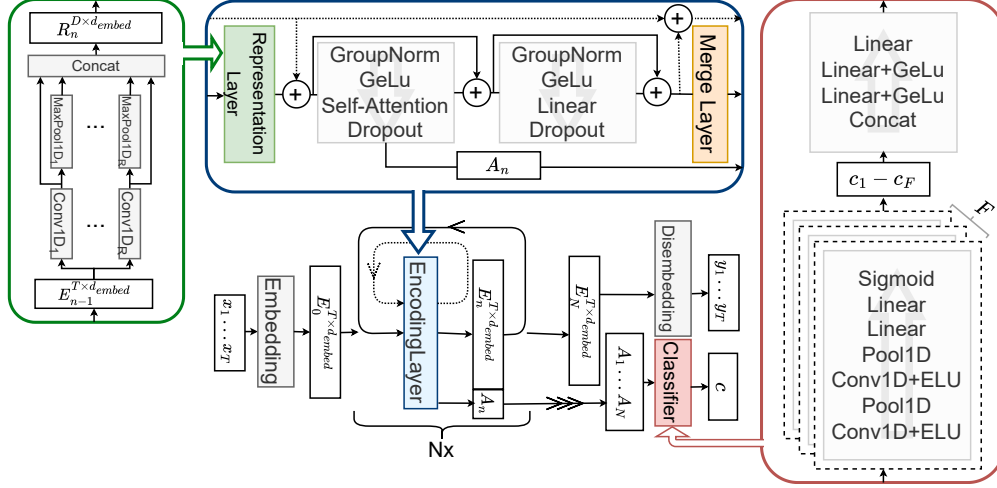 R_n^{D×d_embed}
Concat
MaxPool1D_1
...
MaxPool1D_R
Conv1D_1
...
Conv1D_R
E_{n-1}^{T×d_embed}
Representation
Layer
+
GroupNorm
GeLu
Self-Attention
Dropout
+
GroupNorm
GeLu
Linear
Dropout
+
+
Merge Layer
A_n
x_1 ... x_T
Embedding
E_0^{T×d_embed}
EncodingLayer
E_n^{T×d_embed}
A_n
Nx
E_N^{T×d_embed}
A_1 ... A_N
Disembedding
y_1 ... y_T
Classifier
c
Linear
Linear+GeLu
Linear+GeLu
Concat
c_1 − c_F
F
Sigmoid
Linear
Linear
Pool1D
Conv1D+ELU
Pool1D
Conv1D+ELU